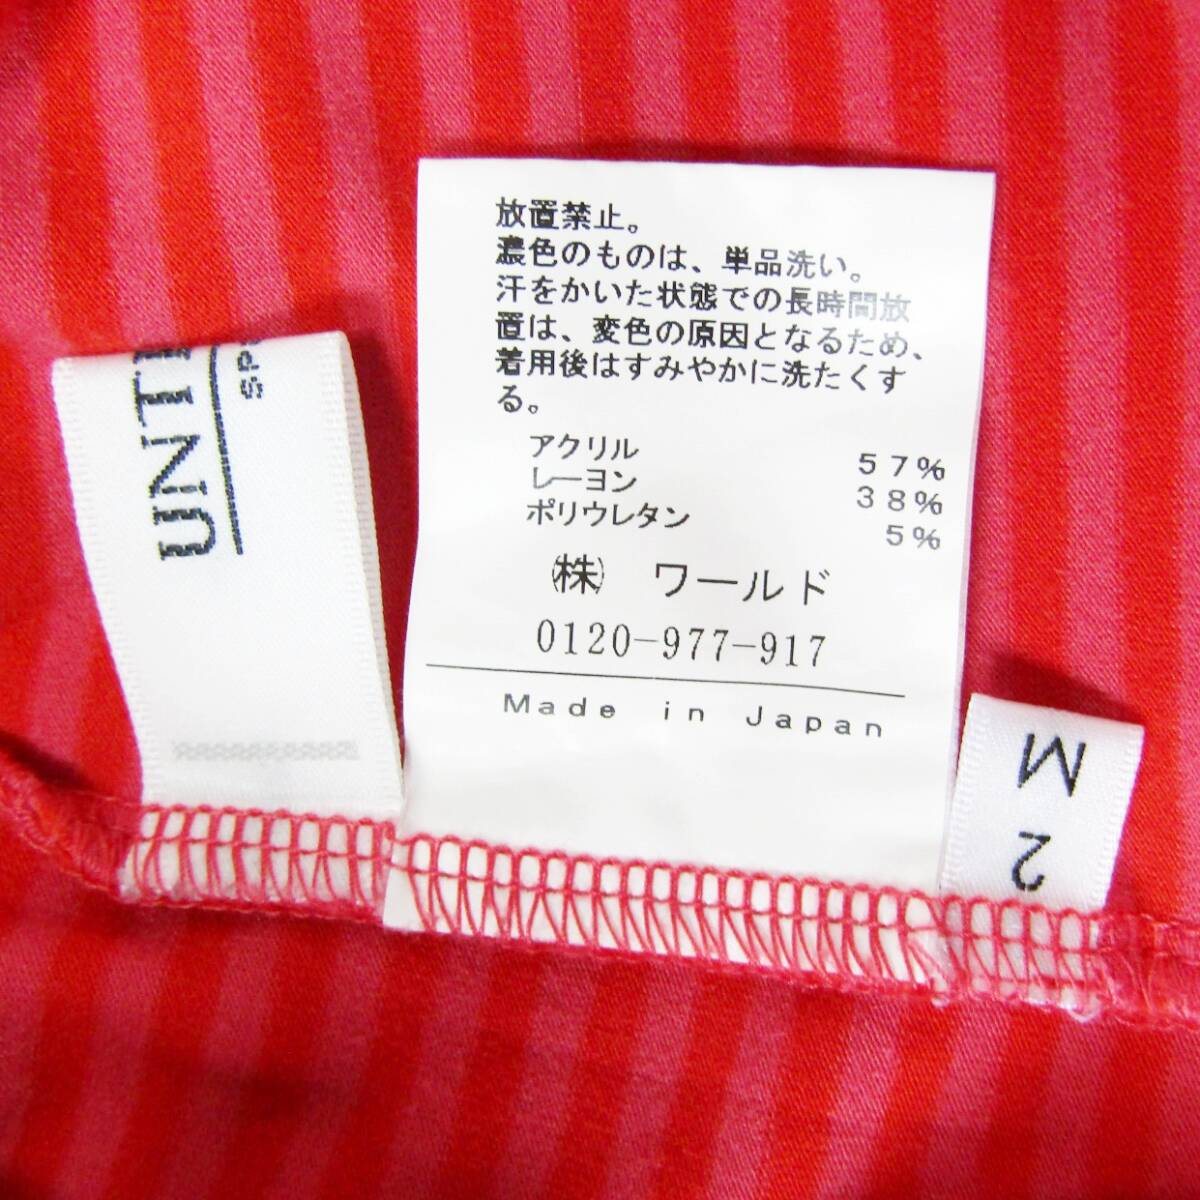 放置禁止。
濃色のものは、単品洗い。
汗をかいた状態での長時間放
置は、変色の原因となるため、
着用後はすみやかに洗たくす
る。
アクリル 57%
レーヨン 38%
ポリウレタン 5%
㈱ ワールド
0120-977-917
Made in Japan
M
2